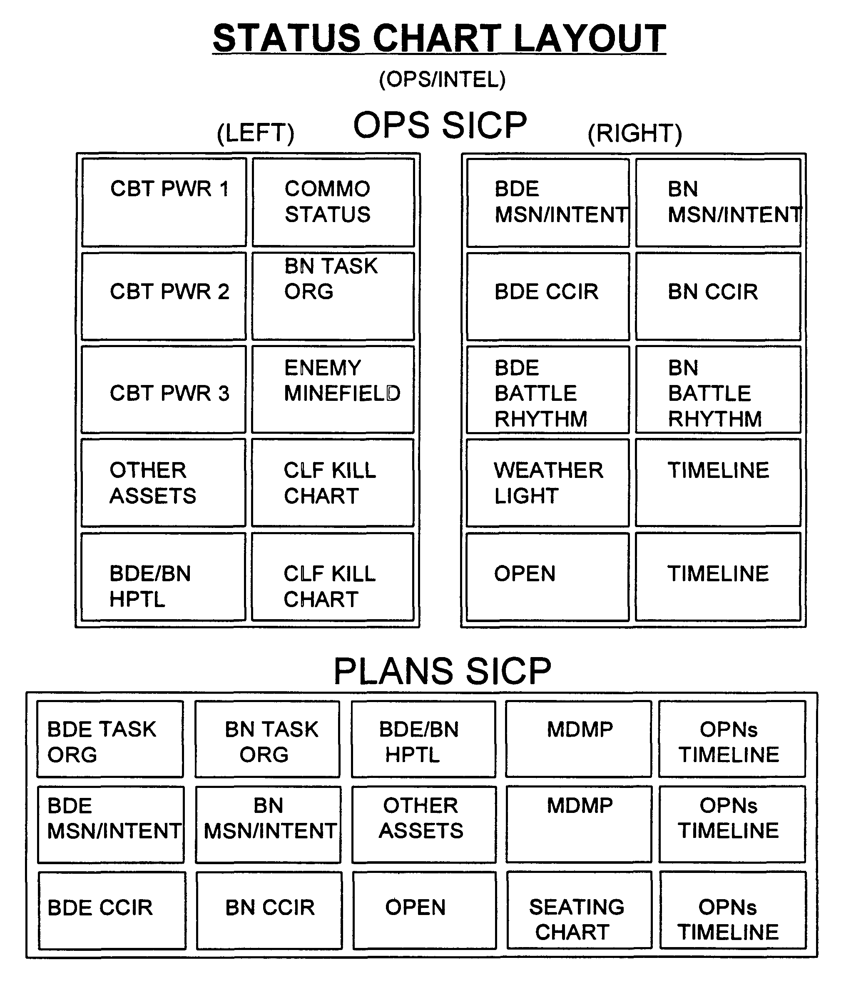 STATUS CHART LAYOUT
(OPS/INTEL)
OPS SICP
(LEFT)
(RIGHT)
CBT PWR 1
COMMO
STATUS
CBT PWR 2
BN TASK
ORG
CBT PWR 3
ENEMY
MINEFIELD
OTHER
ASSETS
CLF KILL
CHART
BDE/BN
HPTL
CLF KILL
CHART
BDE
MSN/INTENT
BN
MSN/INTENT
BDE CCIR
BN CCIR
BDE
BATTLE
RHYTHM
BN
BATTLE
RHYTHM
WEATHER
LIGHT
TIMELINE
OPEN
TIMELINE
PLANS SICP
BDE TASK
ORG
BN TASK
ORG
BDE/BN
HPTL
MDMP
OPNs
TIMELINE
BDE
MSN/INTENT
BN
MSN/INTENT
OTHER
ASSETS
MDMP
OPNs
TIMELINE
BDE CCIR
BN CCIR
OPEN
SEATING
CHART
OPNs
TIMELINE